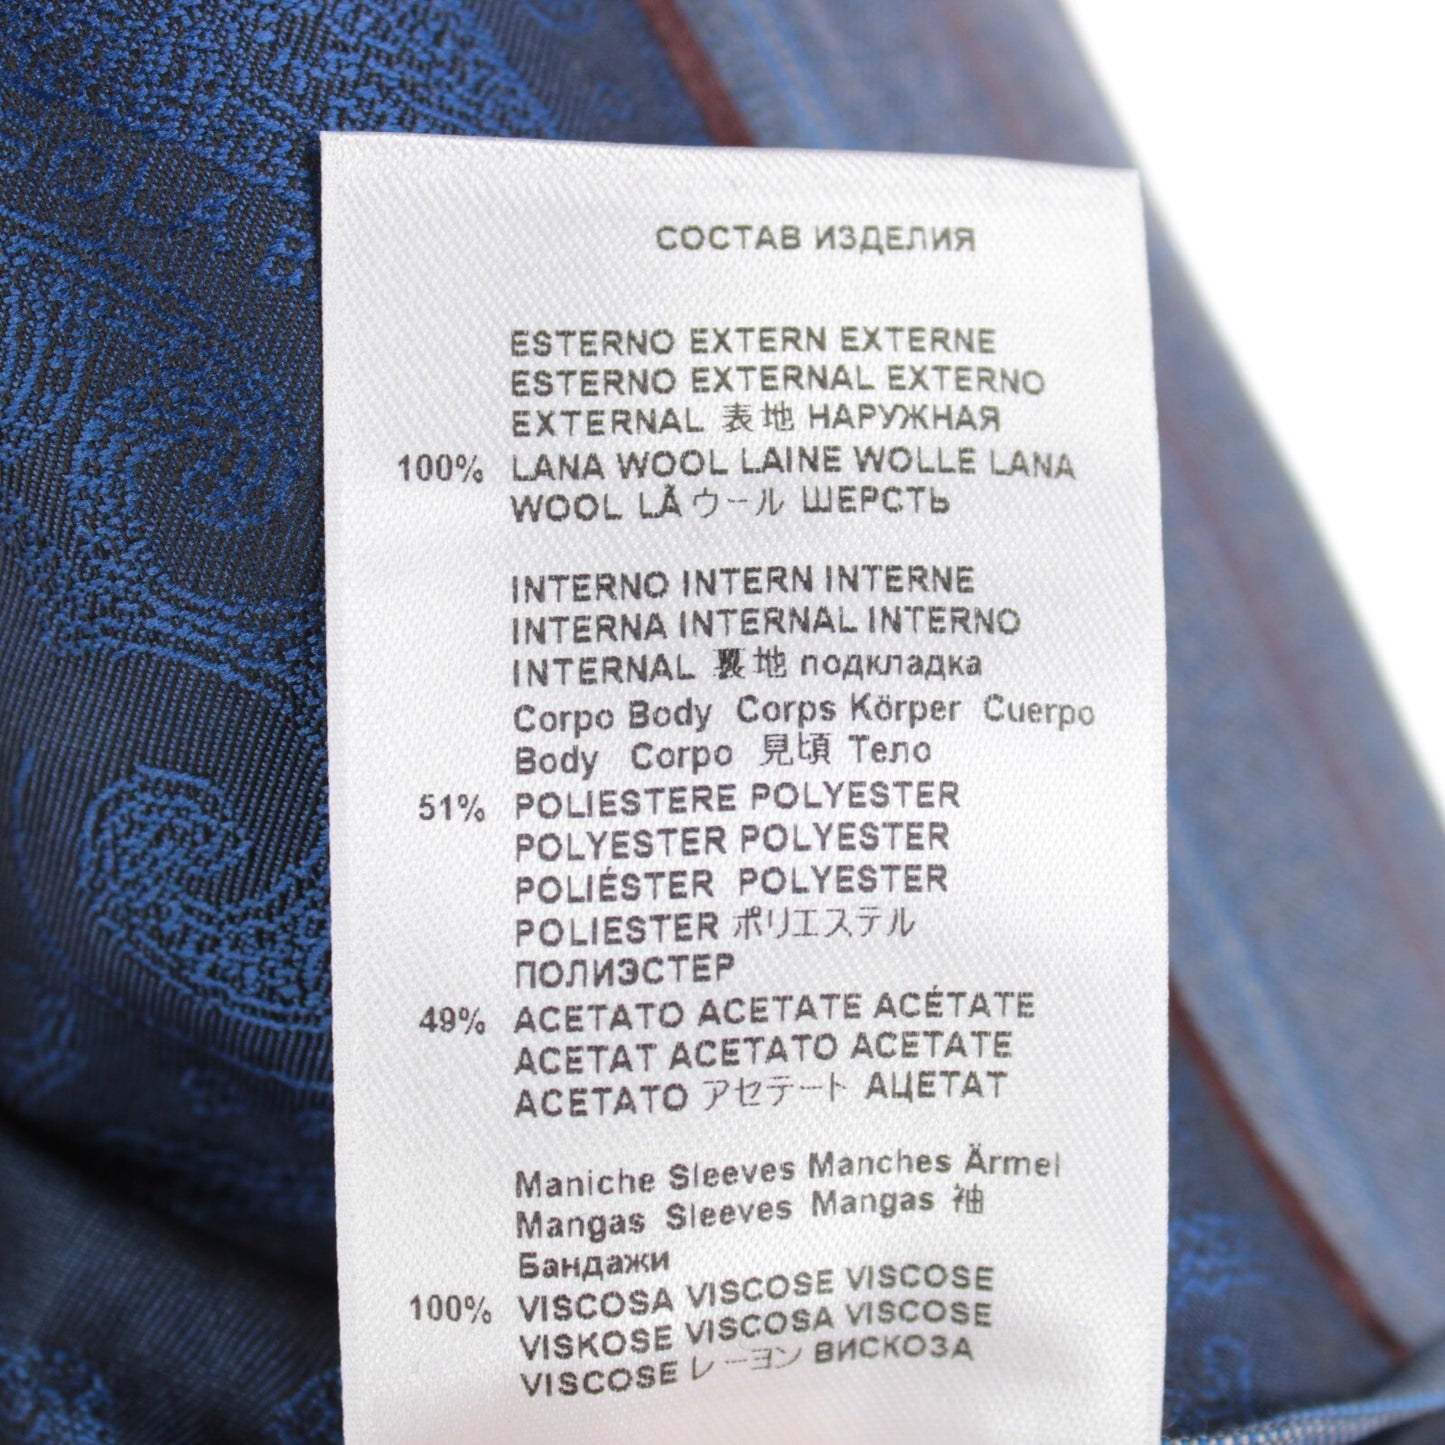 СОСТАВ ИЗДЕЛИЯ
ESTERNO EXTERN EXTERNE
ESTERNO EXTERNAL EXTERNO
EXTERNAL 表地 НАРУЖНАЯ
100% LANA WOOL LAINE WOLLE LANA
WOOL LÃ ウール ШЕРСТЬ
INTERNO INTERN INTERNE
INTERNA INTERNAL INTERNO
INTERNAL 裏地 подкладка
Corpo Body Corps Körper Cuerpo
Body Corpo 見頃 Тело
51% POLIESTERE POLYESTER
POLYESTER POLYESTER
POLIÉSTER POLYESTER
POLIESTER ポリエステル
ПОЛИЭСТЕР
49% ACETATO ACETATE ACÉTATE
ACETAT ACETATO ACETATE
ACETATO アセテート АЦЕТАТ
Maniche Sleeves Manches Ärmel
Mangas Sleeves Mangas 袖
Бандажи
100% VISCOSA VISCOSE VISCOSE
VISKOSE VISCOSA VISCOSE
VISCOSE レーヨン ВИСКОЗА